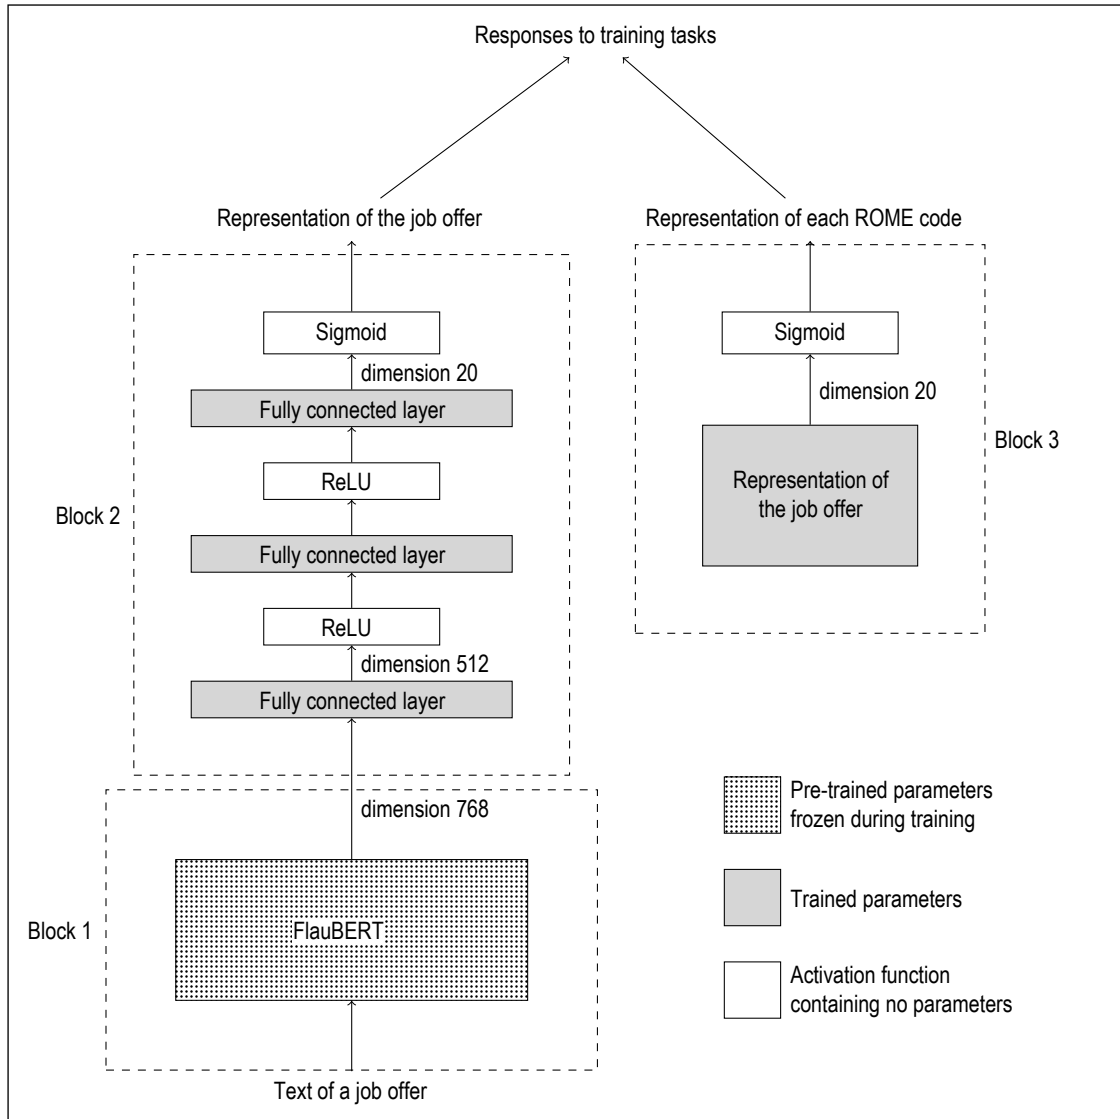 Responses to training tasks
Representation of the job offer
Representation of each ROME code
Sigmoid
dimension 20
Fully connected layer
ReLU
Block 2
Fully connected layer
ReLU
dimension 512
Fully connected layer
Sigmoid
dimension 20
Block 3
Representation of
the job offer
dimension 768
Block 1
FlauBERT
Text of a job offer
Pre-trained parameters
frozen during training
Trained parameters
Activation function
containing no parameters